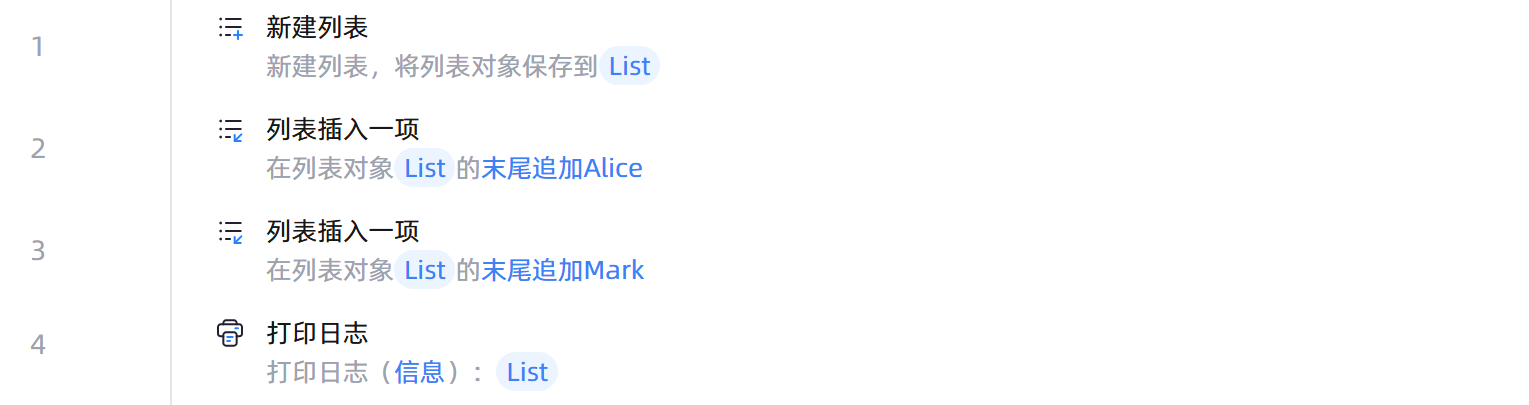 1
新建列表
新建列表，将列表对象保存到 List
2
列表插入一项
在列表对象 List 的末尾追加Alice
3
列表插入一项
在列表对象 List 的末尾追加Mark
4
打印日志
打印日志（信息）： List